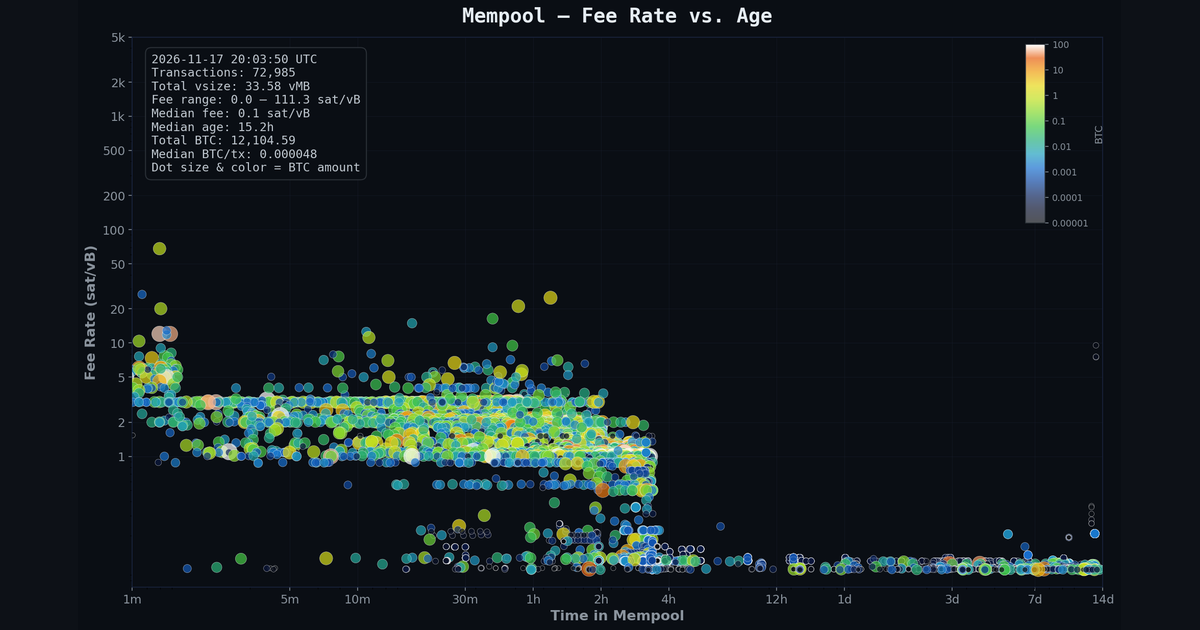 Mempool — Fee Rate vs. Age
2026-11-17 20:03:50 UTC
Transactions: 72,985
Total vsize: 33.58 vMB
Fee range: 0.0 — 111.3 sat/vB
Median fee: 0.1 sat/vB
Median age: 15.2h
Total BTC: 12,104.59
Median BTC/tx: 0.000048
Dot size & color = BTC amount
5k
2k
1k
500
200
100
50
20
10
5
2
1
Fee Rate (sat/vB)
100
10
1
0.1
0.01
0.001
0.0001
0.00001
BTC
1m
5m
10m
30m
1h
2h
4h
12h
1d
3d
7d
14d
Time in Mempool